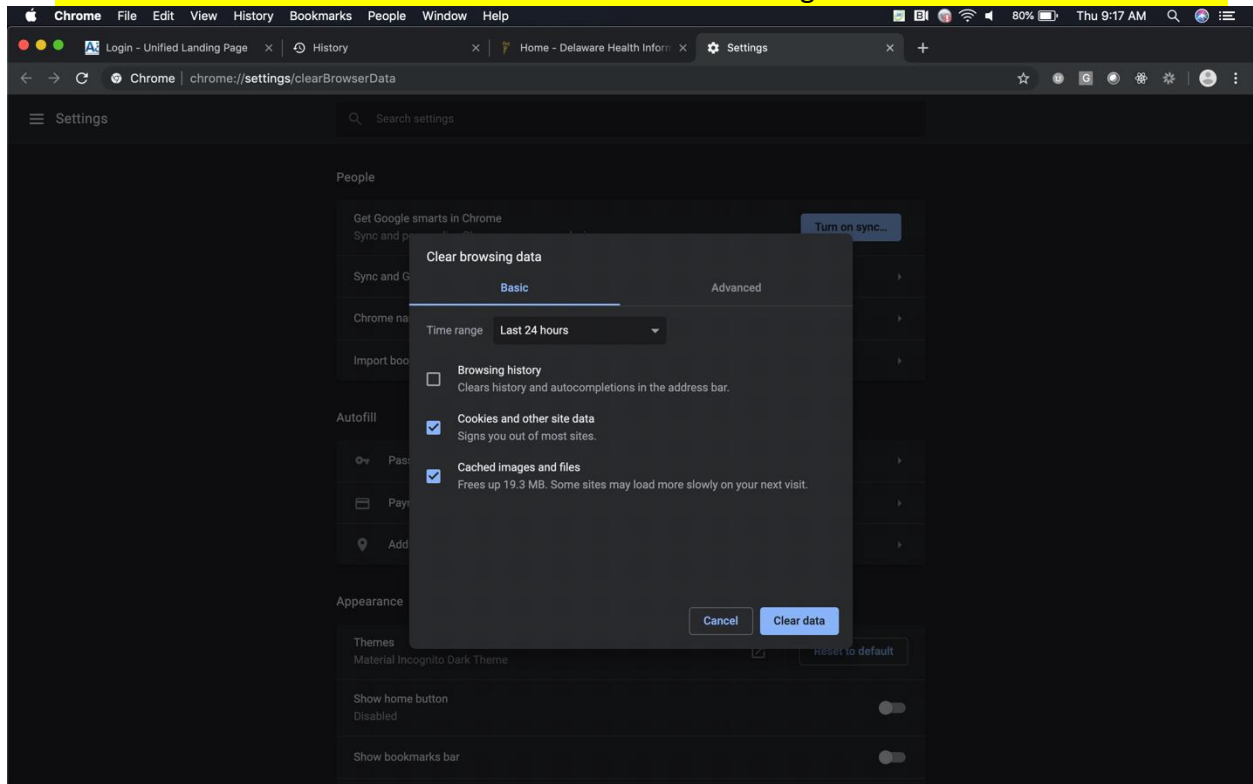 Chrome File Edit View History Bookmarks People Window Help 80% Thu 9:17 AM
Login - Unified Landing Page History Home - Delaware Health Inform Settings
Chrome | chrome://settings/clearBrowserData
Settings Search settings
People
Get Google smarts in Chrome
Sync and Turn on sync...
Sync and G
Chrome na
Import boo
Clear browsing data
Basic Advanced
Time range Last 24 hours
Browsing history
Clears history and autocompletions in the address bar.
Cookies and other site data
Signs you out of most sites.
Cached images and files
Frees up 19.3 MB. Some sites may load more slowly on your next visit.
Cancel Clear data
Autofill
Pas
Pay
Add
Appearance
Themes
Material Incognito Dark Theme Reset to default
Show home button
Disabled
Show bookmarks bar